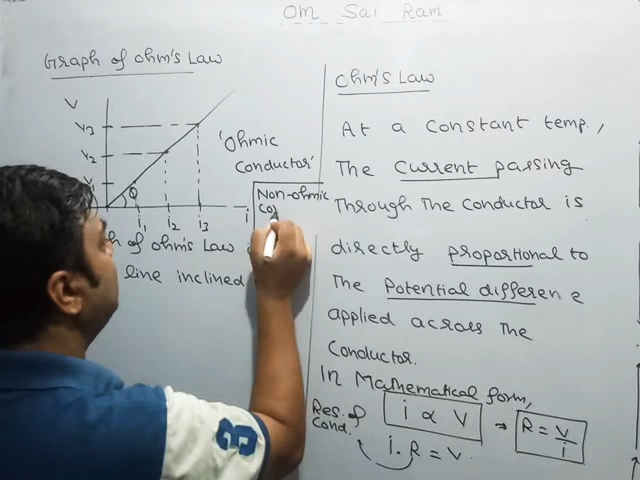 Om Sai Ram
Graph of ohm's Law
V
V3
V2
V1
θ
i1 i2 i3 i
'Ohmic
Conductor'
Non-ohmic
Co
of ohm's Law
line inclined
Ohm's Law
At a constant temp.,
The Current passing
Through The Conductor is
directly proportional to
The Potential differen e
applied across The
Conductor.
In Mathematical form,
i ∝ V → R = V/i
Res. of
Cond.
i. R = V
3